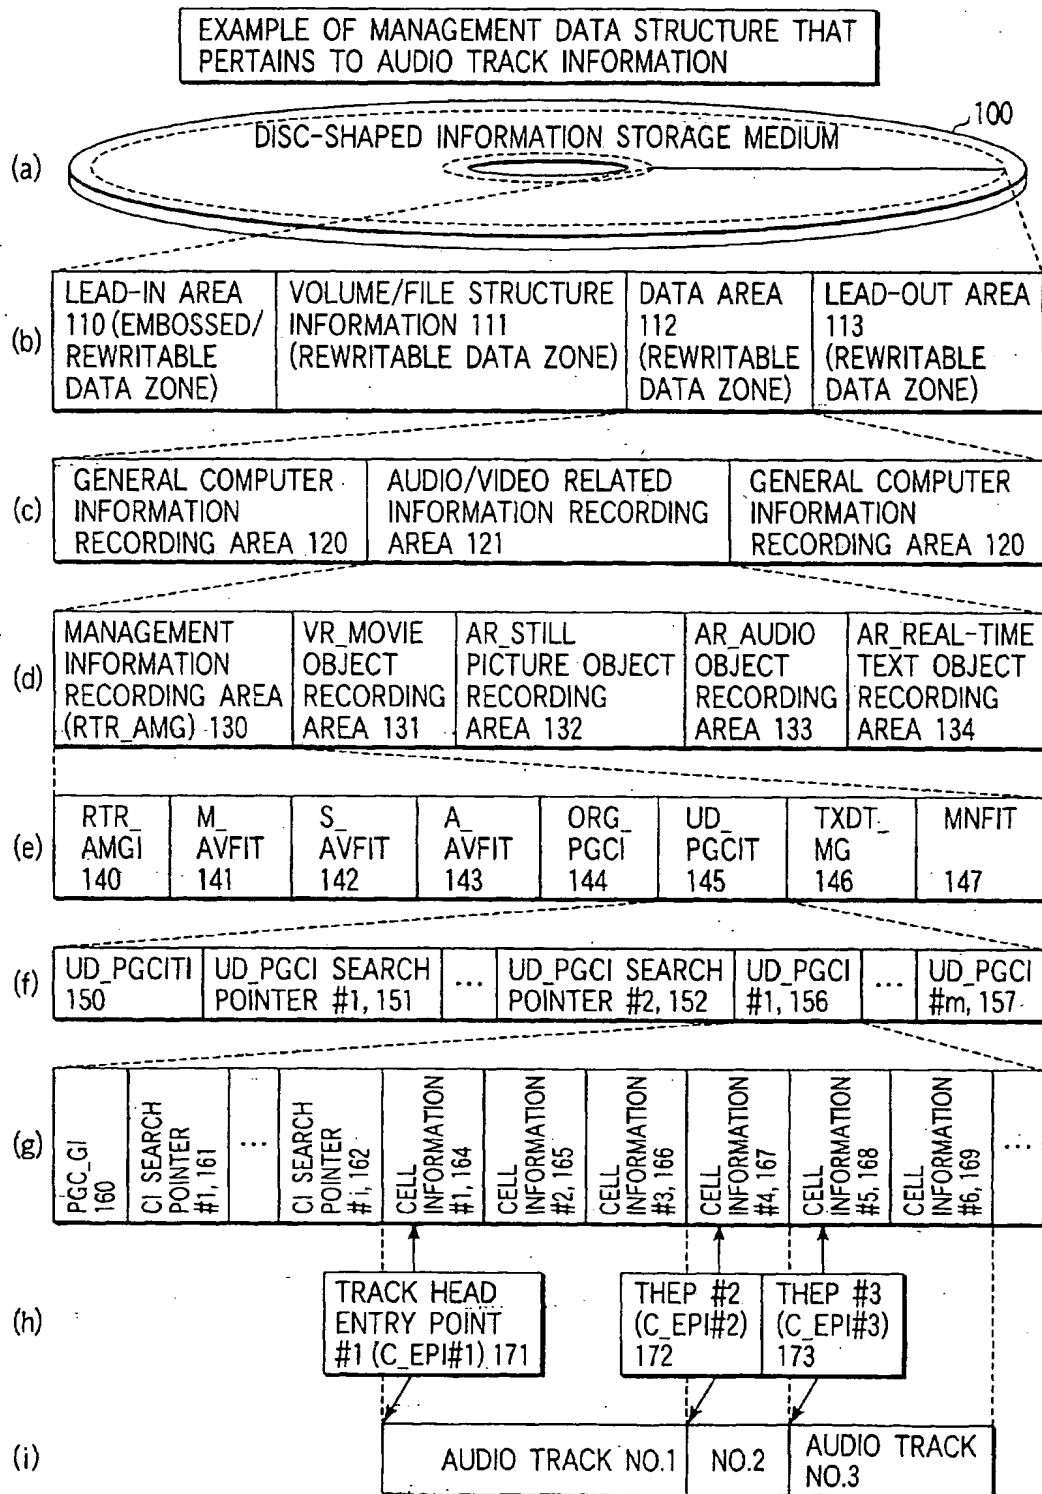 EXAMPLE OF MANAGEMENT DATA STRUCTURE THAT
PERTAINS TO AUDIO TRACK INFORMATION
100
DISC-SHAPED INFORMATION STORAGE MEDIUM
(a)
(b)
LEAD-IN AREA
110 (EMBOSSED/
REWRITABLE
DATA ZONE)
VOLUME/FILE STRUCTURE
INFORMATION 111
(REWRITABLE DATA ZONE)
DATA AREA
112
(REWRITABLE
DATA ZONE)
LEAD-OUT AREA
113
(REWRITABLE
DATA ZONE)
(c)
GENERAL COMPUTER
INFORMATION
RECORDING AREA 120
AUDIO/VIDEO RELATED
INFORMATION RECORDING
AREA 121
GENERAL COMPUTER
INFORMATION
RECORDING AREA 120
(d)
MANAGEMENT
INFORMATION
RECORDING AREA
(RTR_AMG) 130
VR_MOVIE
OBJECT
RECORDING
AREA 131
AR_STILL
PICTURE OBJECT
RECORDING
AREA 132
AR_AUDIO
OBJECT
RECORDING
AREA 133
AR_REAL-TIME
TEXT OBJECT
RECORDING
AREA 134
(e)
RTR_
AMGI
140
M_
AVFIT
141
S_
AVFIT
142
A_
AVFIT
143
ORG_
PGCI
144
UD_
PGCIT
145
TXDT_
MG
146
MNFIT
147
(f)
UD_PGCITI
150
UD_PGCI SEARCH
POINTER #1, 151
...
UD_PGCI SEARCH
POINTER #2, 152
UD_PGCI
#1, 156
...
UD_PGCI
#m, 157
(g)
PGC_GI
160
CI SEARCH
POINTER
#1, 161
...
CI SEARCH
POINTER
#i, 162
CELL
INFORMATION
#1, 164
CELL
INFORMATION
#2, 165
CELL
INFORMATION
#3, 166
CELL
INFORMATION
#4, 167
CELL
INFORMATION
#5, 168
CELL
INFORMATION
#6, 169
...
(h)
TRACK HEAD
ENTRY POINT
#1 (C_EPI#1) 171
THEP #2
(C_EPI#2)
172
THEP #3
(C_EPI#3)
173
(i)
AUDIO TRACK NO.1
NO.2
AUDIO TRACK
NO.3